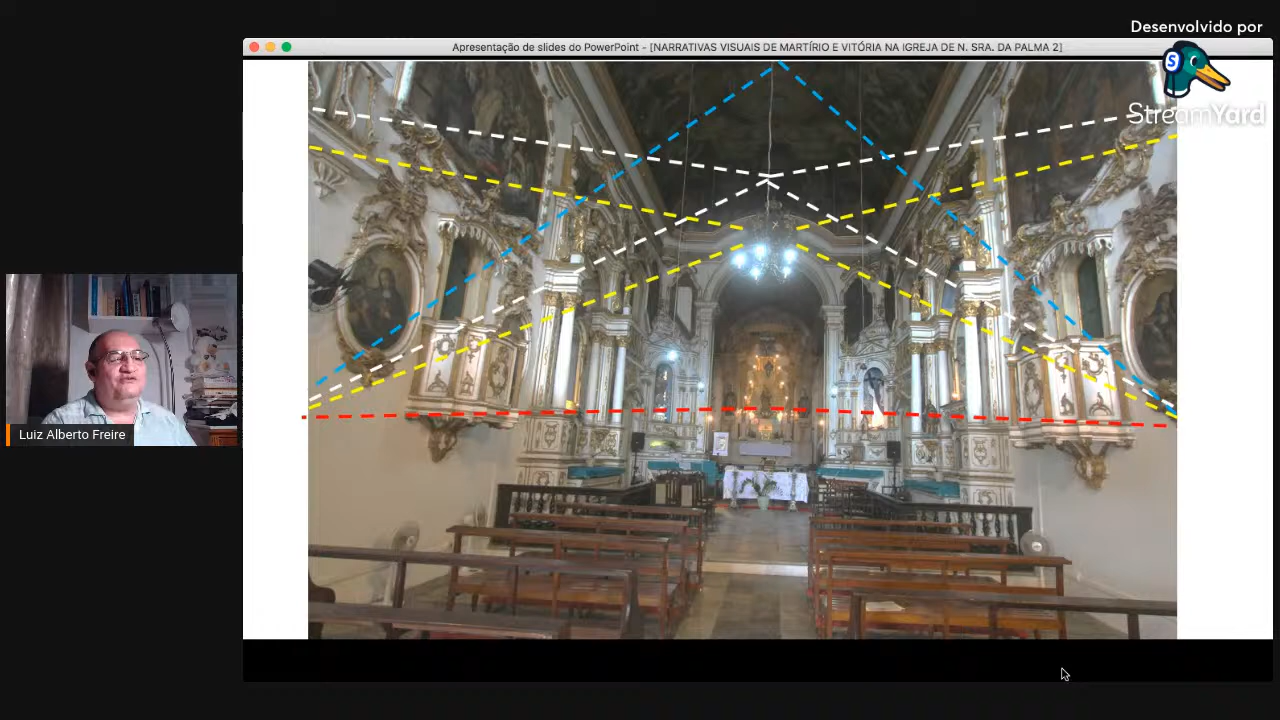 Desenvolvido por
Apresentação de slides do PowerPoint - [NARRATIVAS VISUAIS DE MARTÍRIO E VITÓRIA NA IGREJA DE N. SRA. DA PALMA 2]
S
StreamYard
Luiz Alberto Freire